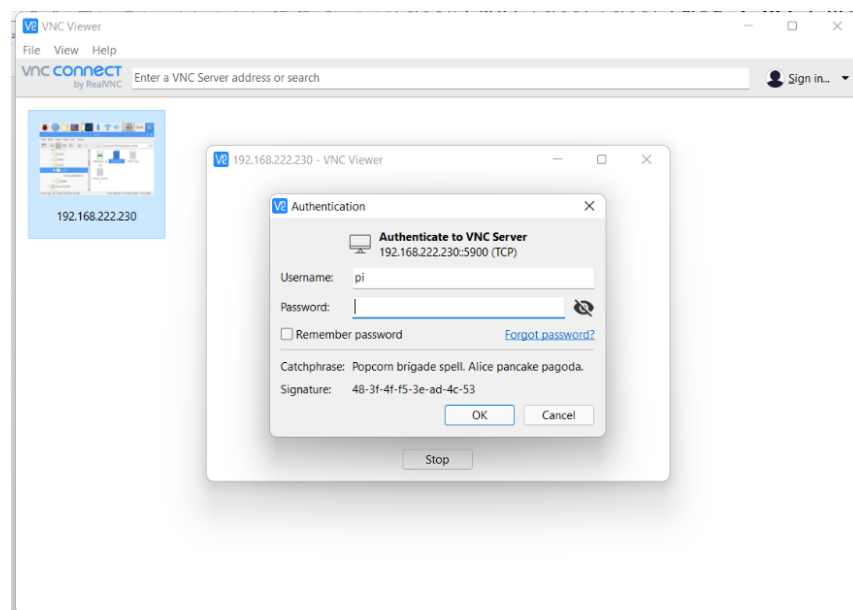 VNC Viewer
File View Help
VNC CONNECT
by RealVNC
Enter a VNC Server address or search
Sign in...
192.168.222.230
192.168.222.230 - VNC Viewer
Authentication
Authenticate to VNC Server
192.168.222.230::5900 (TCP)
Username: pi
Password:
Remember password Forgot password?
Catchphrase: Popcorn brigade spell. Alice pancake pagoda.
Signature: 48-3f-4f-f5-3e-ad-4c-53
OK Cancel
Stop